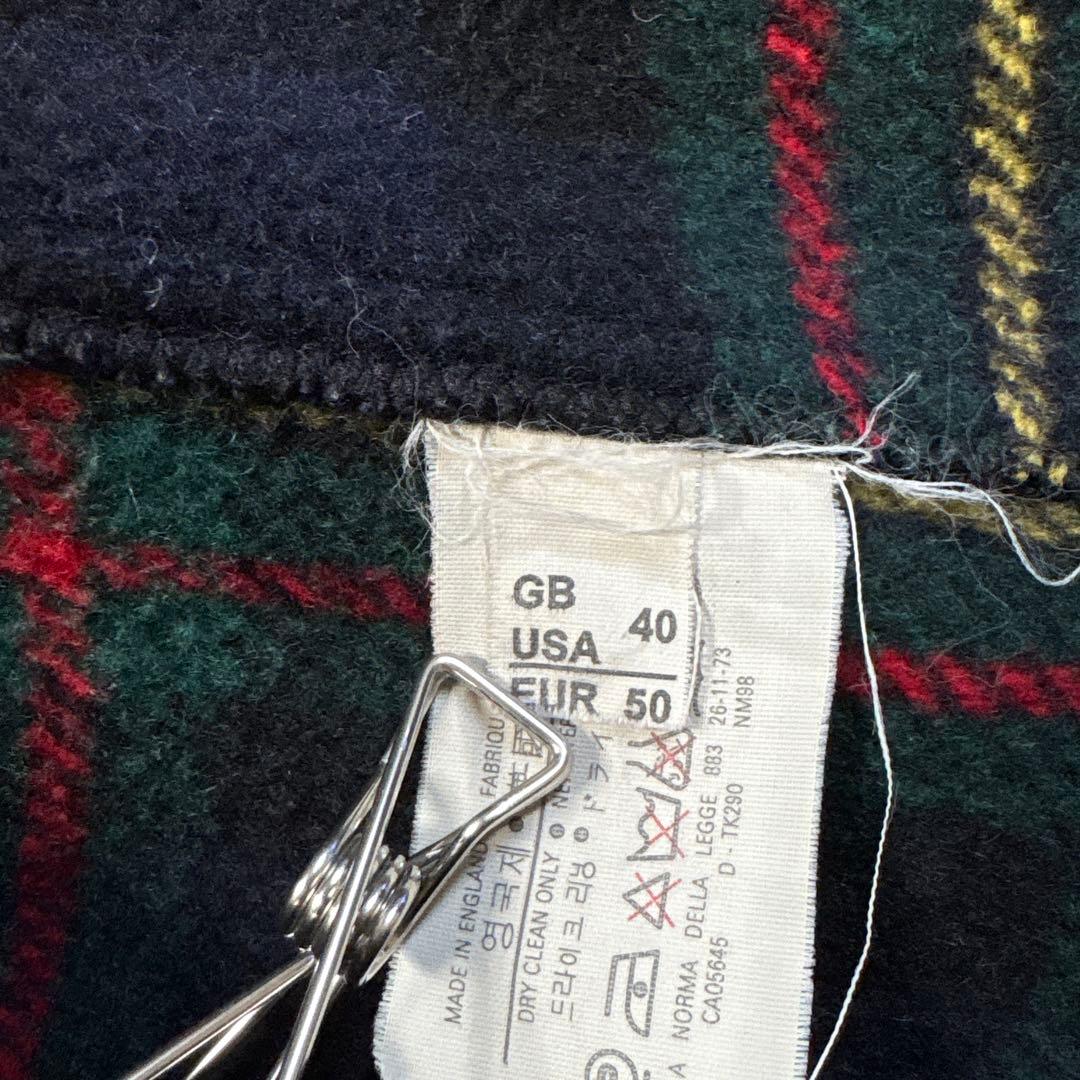 GB
USA 40
EUR 50
MADE IN ENGLAND FABRIQU
영국제
DRY CLEAN ONLY
드라이크리닝
A NORMA DELLA LEGGE 883 26-11-73
CA05645 D - TK290 NM98